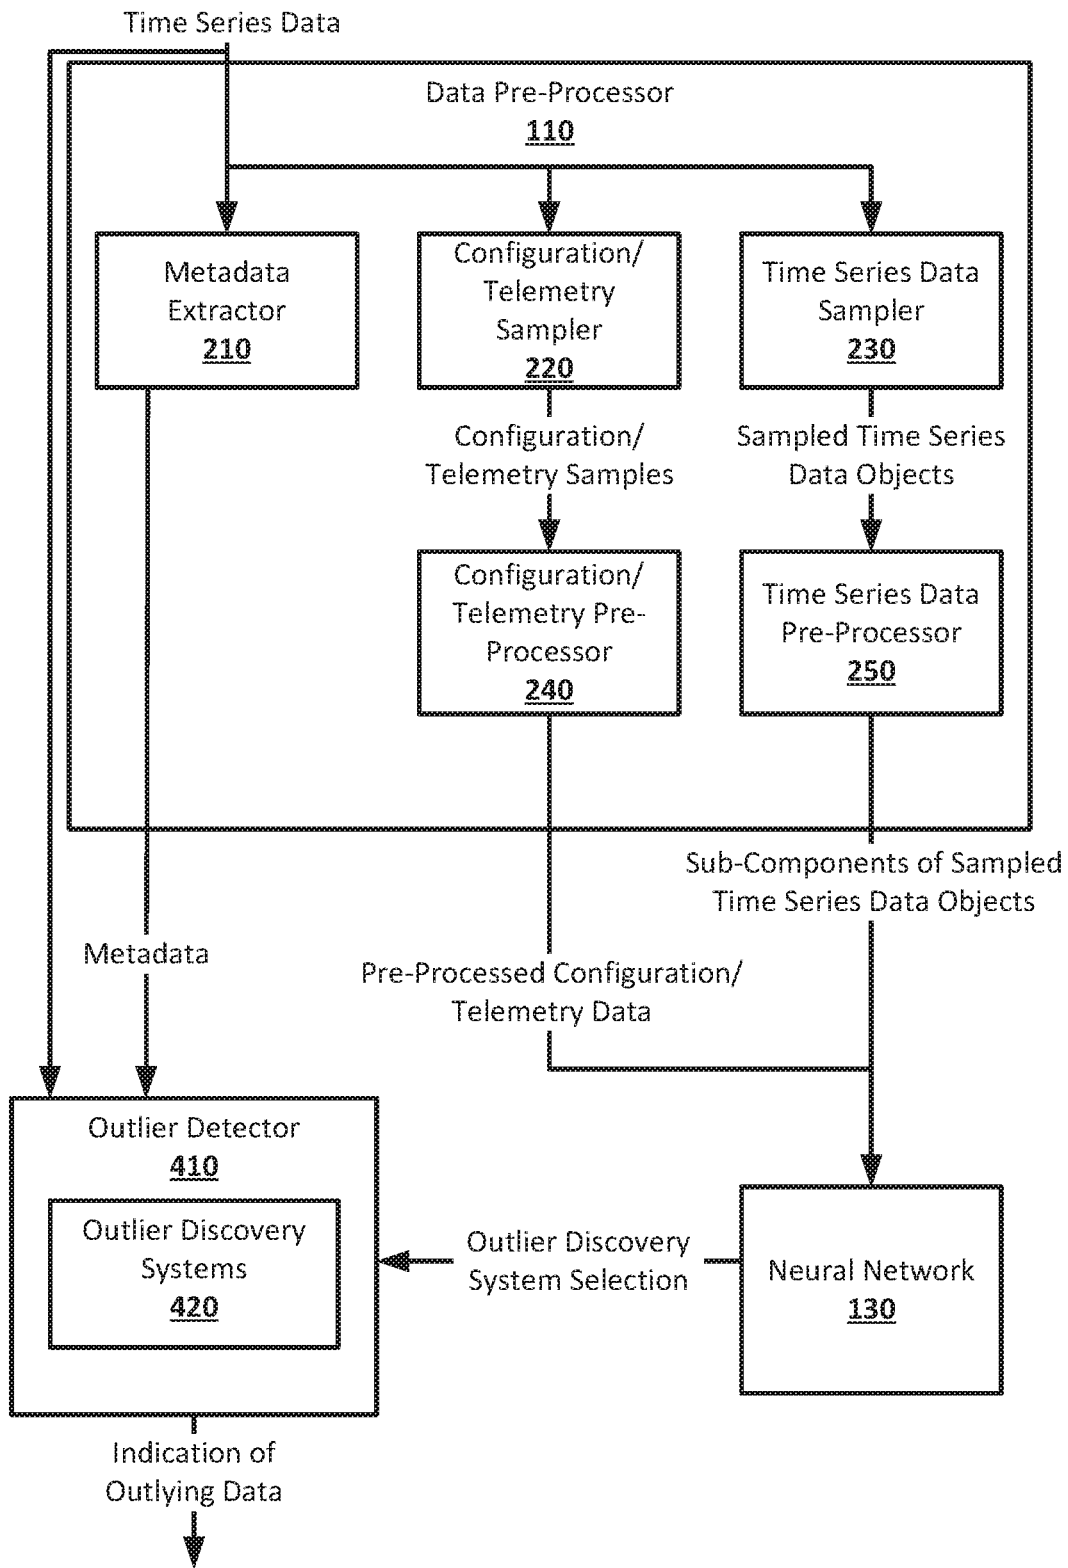 Time Series Data
Data Pre-Processor
110
Metadata
Extractor
210
Configuration/
Telemetry
Sampler
220
Time Series Data
Sampler
230
Configuration/
Telemetry Samples
Sampled Time Series
Data Objects
Configuration/
Telemetry Pre-
Processor
240
Time Series Data
Pre-Processor
250
Sub-Components of Sampled
Time Series Data Objects
Metadata
Pre-Processed Configuration/
Telemetry Data
Outlier Detector
410
Outlier Discovery
Systems
420
Outlier Discovery
System Selection
Neural Network
130
Indication of
Outlying Data